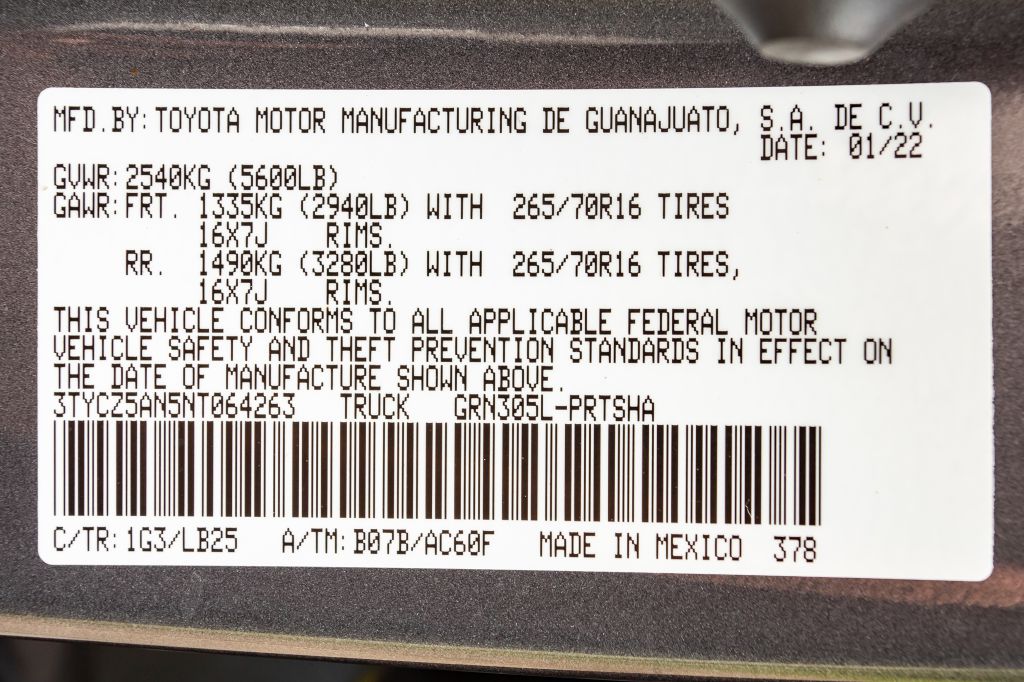 MFD.BY: TOYOTA MOTOR MANUFACTURING DE GUANAJUATO, S.A. DE C.V.
DATE: 01/22
GVWR: 2540KG (5600LB)
GAWR: FRT. 1335KG (2940LB) WITH 265/70R16 TIRES
16X7J RIMS.
RR. 1490KG (3280LB) WITH 265/70R16 TIRES,
16X7J RIMS.
THIS VEHICLE CONFORMS TO ALL APPLICABLE FEDERAL MOTOR
VEHICLE SAFETY AND THEFT PREVENTION STANDARDS IN EFFECT ON
THE DATE OF MANUFACTURE SHOWN ABOVE.
3TYCZ5AN5NT064263 TRUCK GRN305L-PRTSHA
C/TR: 1G3/LB25 A/TM: B07B/AC60F MADE IN MEXICO 378